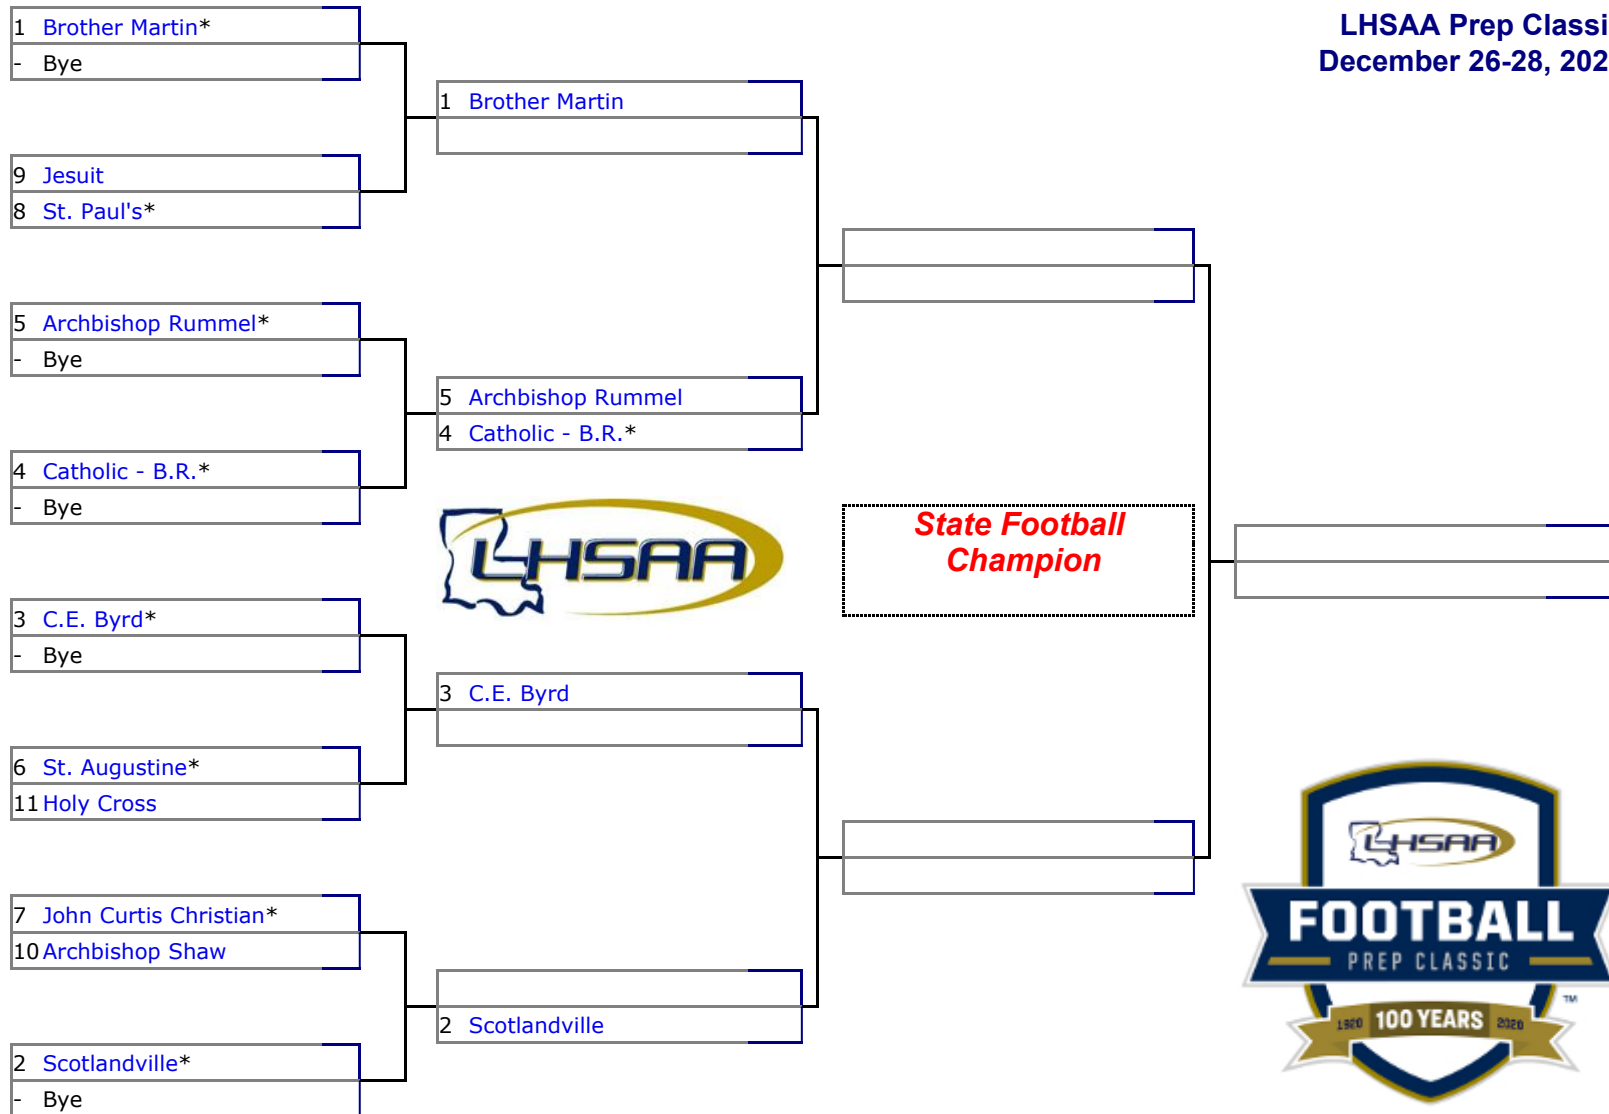 LHSAA Prep Classi
December 26-28, 202
1 Brother Martin*
- Bye
9 Jesuit
8 St. Paul's*
5 Archbishop Rummel*
- Bye
4 Catholic - B.R.*
- Bye
3 C.E. Byrd*
- Bye
6 St. Augustine*
11 Holy Cross
7 John Curtis Christian*
10 Archbishop Shaw
2 Scotlandville*
- Bye
1 Brother Martin
5 Archbishop Rummel
4 Catholic - B.R.*
LHSAA
3 C.E. Byrd
2 Scotlandville
State Football
Champion
LHSAA
FOOTBALL
PREP CLASSIC
TM
1920 100 YEARS 2020